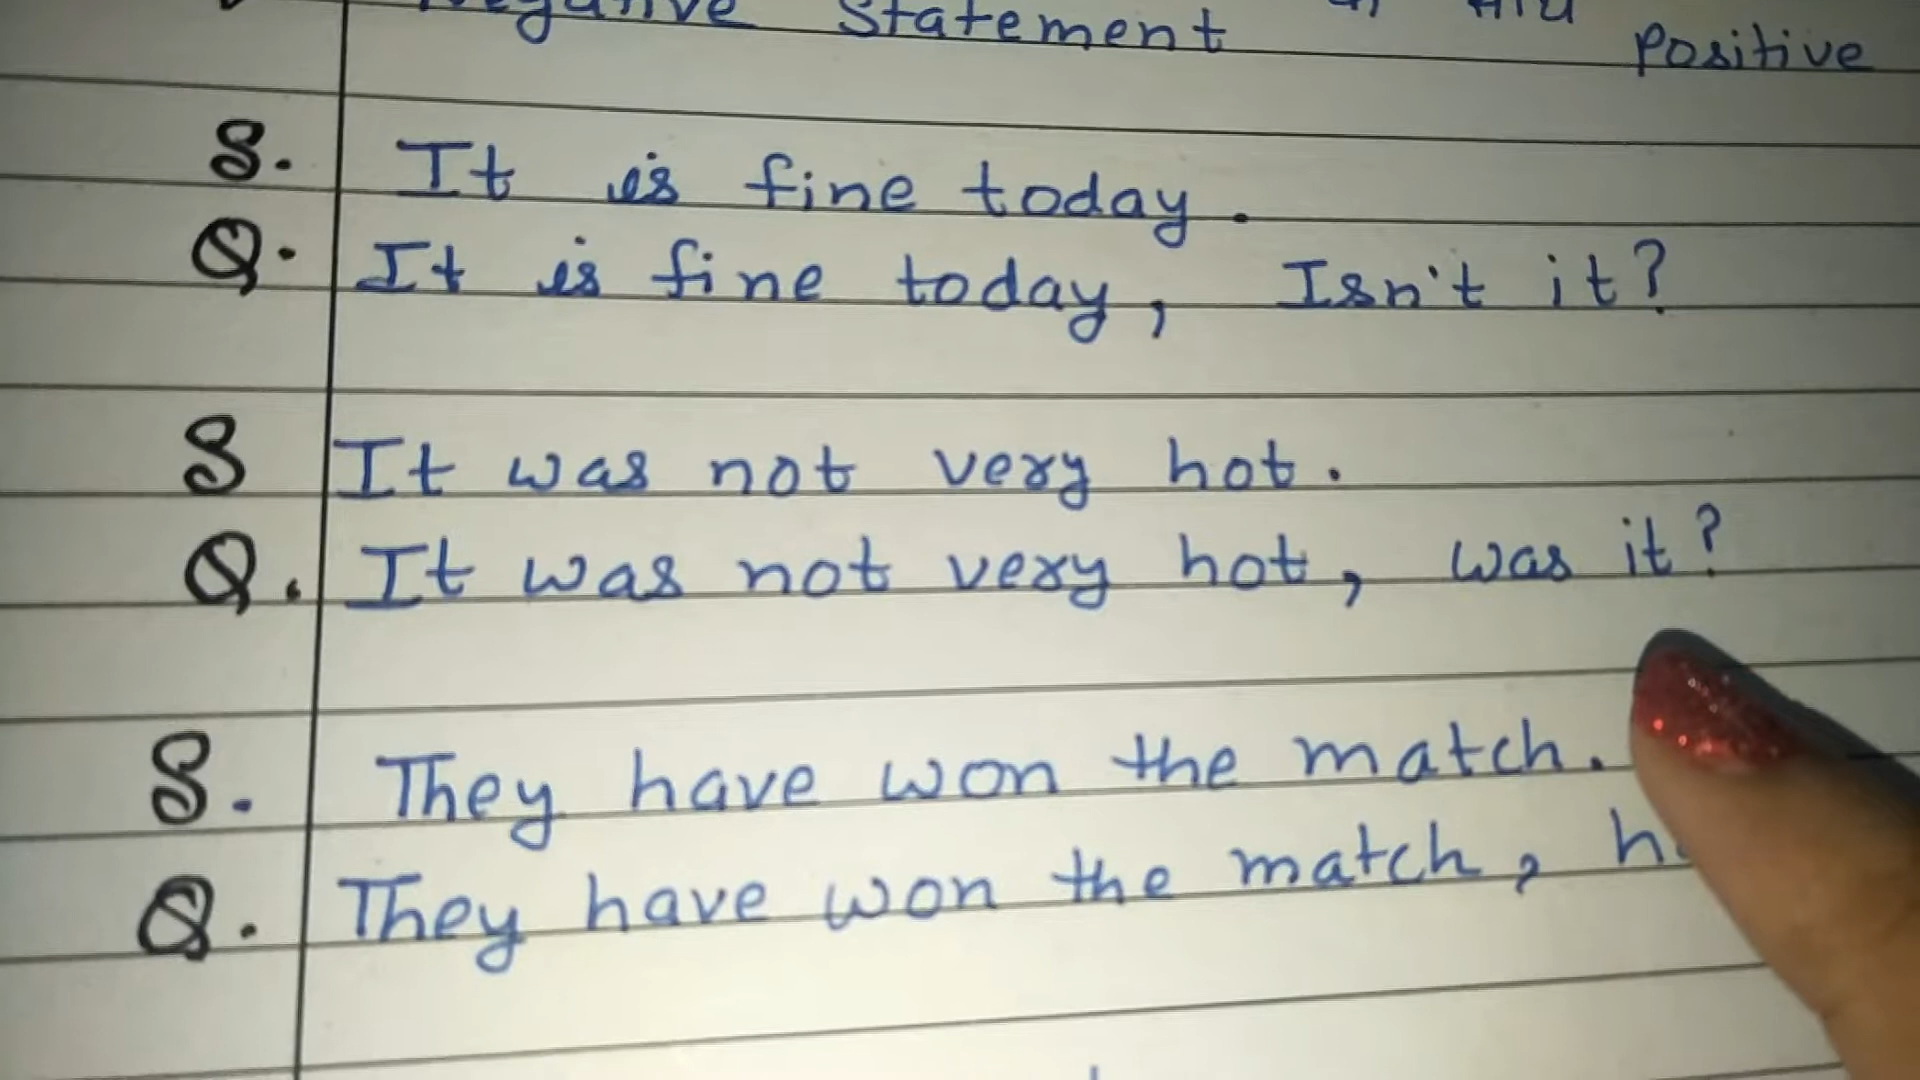 Negative Statement के साथ Positive
S. It is fine today.
Q. It is fine today, Isn't it?
S It was not very hot.
Q. It was not very hot, was it?
S. They have won the match.
Q. They have won the match,